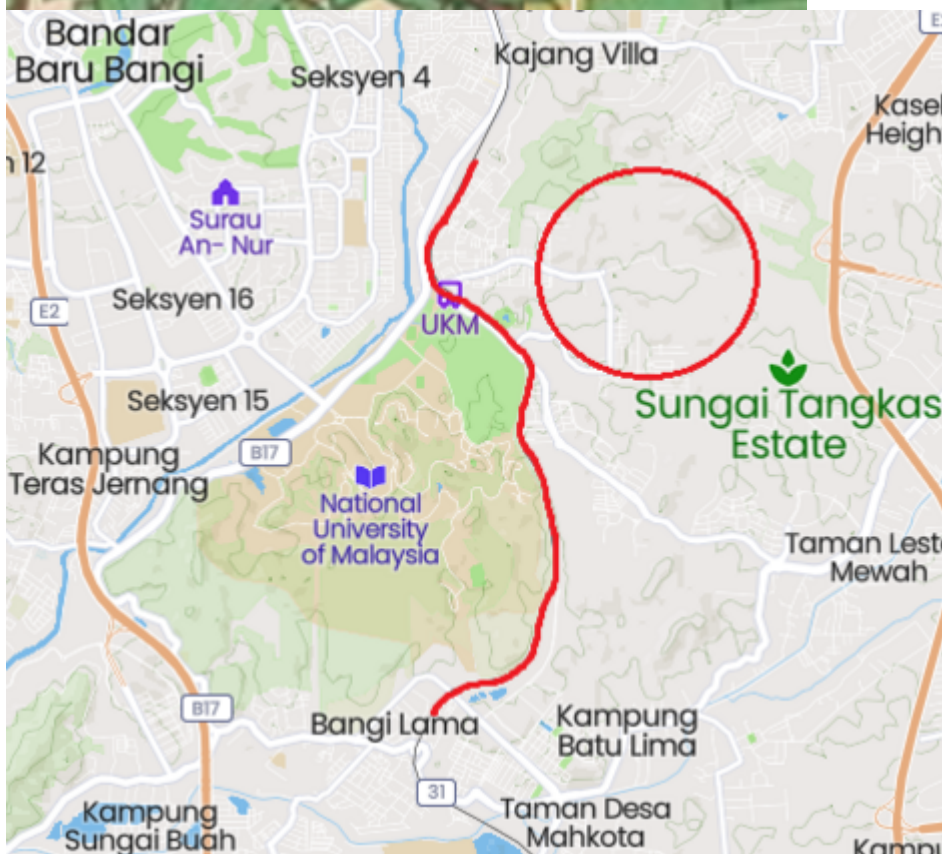 Bandar
Baru Bangi
Seksyen 4
Kajang Villa
n 12
Surau
An- Nur
Heigh
E2
Seksyen 16
UKM
Seksyen 15
Sungai Tangkas
Estate
Kampung
Teras Jernang
B17
National
University
of Malaysia
Taman Lest
Mewah
B17
Bangi Lama
Kampung
Batu Lima
31
Kampung
Sungai Buah
Taman Desa
Mahkota